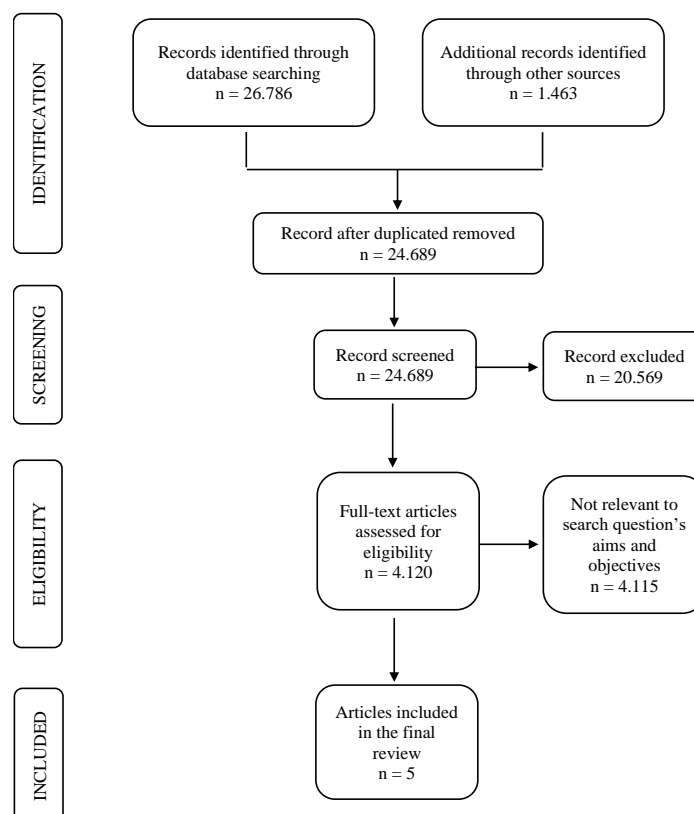 IDENTIFICATION
Records identified through
database searching
n = 26.786
Additional records identified
through other sources
n = 1.463
Record after duplicated removed
n = 24.689
SCREENING
Record screened
n = 24.689
Record excluded
n = 20.569
ELIGIBILITY
Full-text articles
assessed for
eligibility
n = 4.120
Not relevant to
search question’s
aims and
objectives
n = 4.115
INCLUDED
Articles included
in the final
review
n = 5